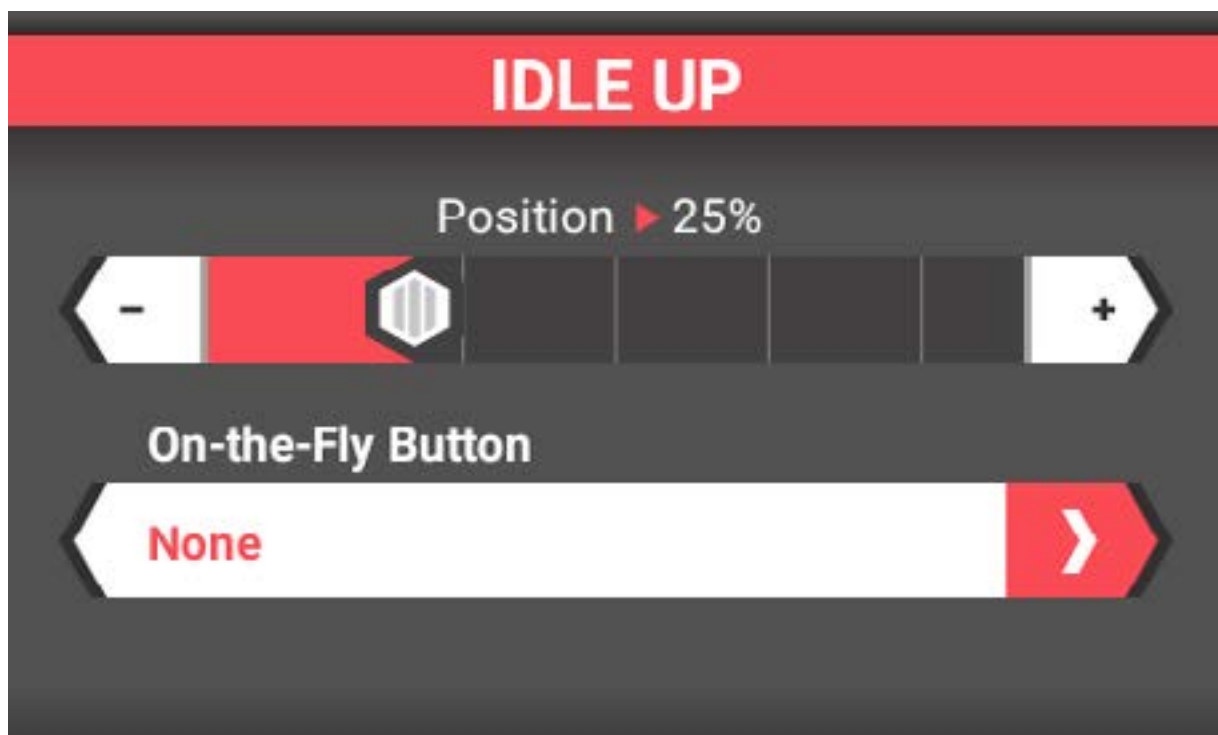 IDLE UP
Position ▶ 25%
- +
On-the-Fly Button
None